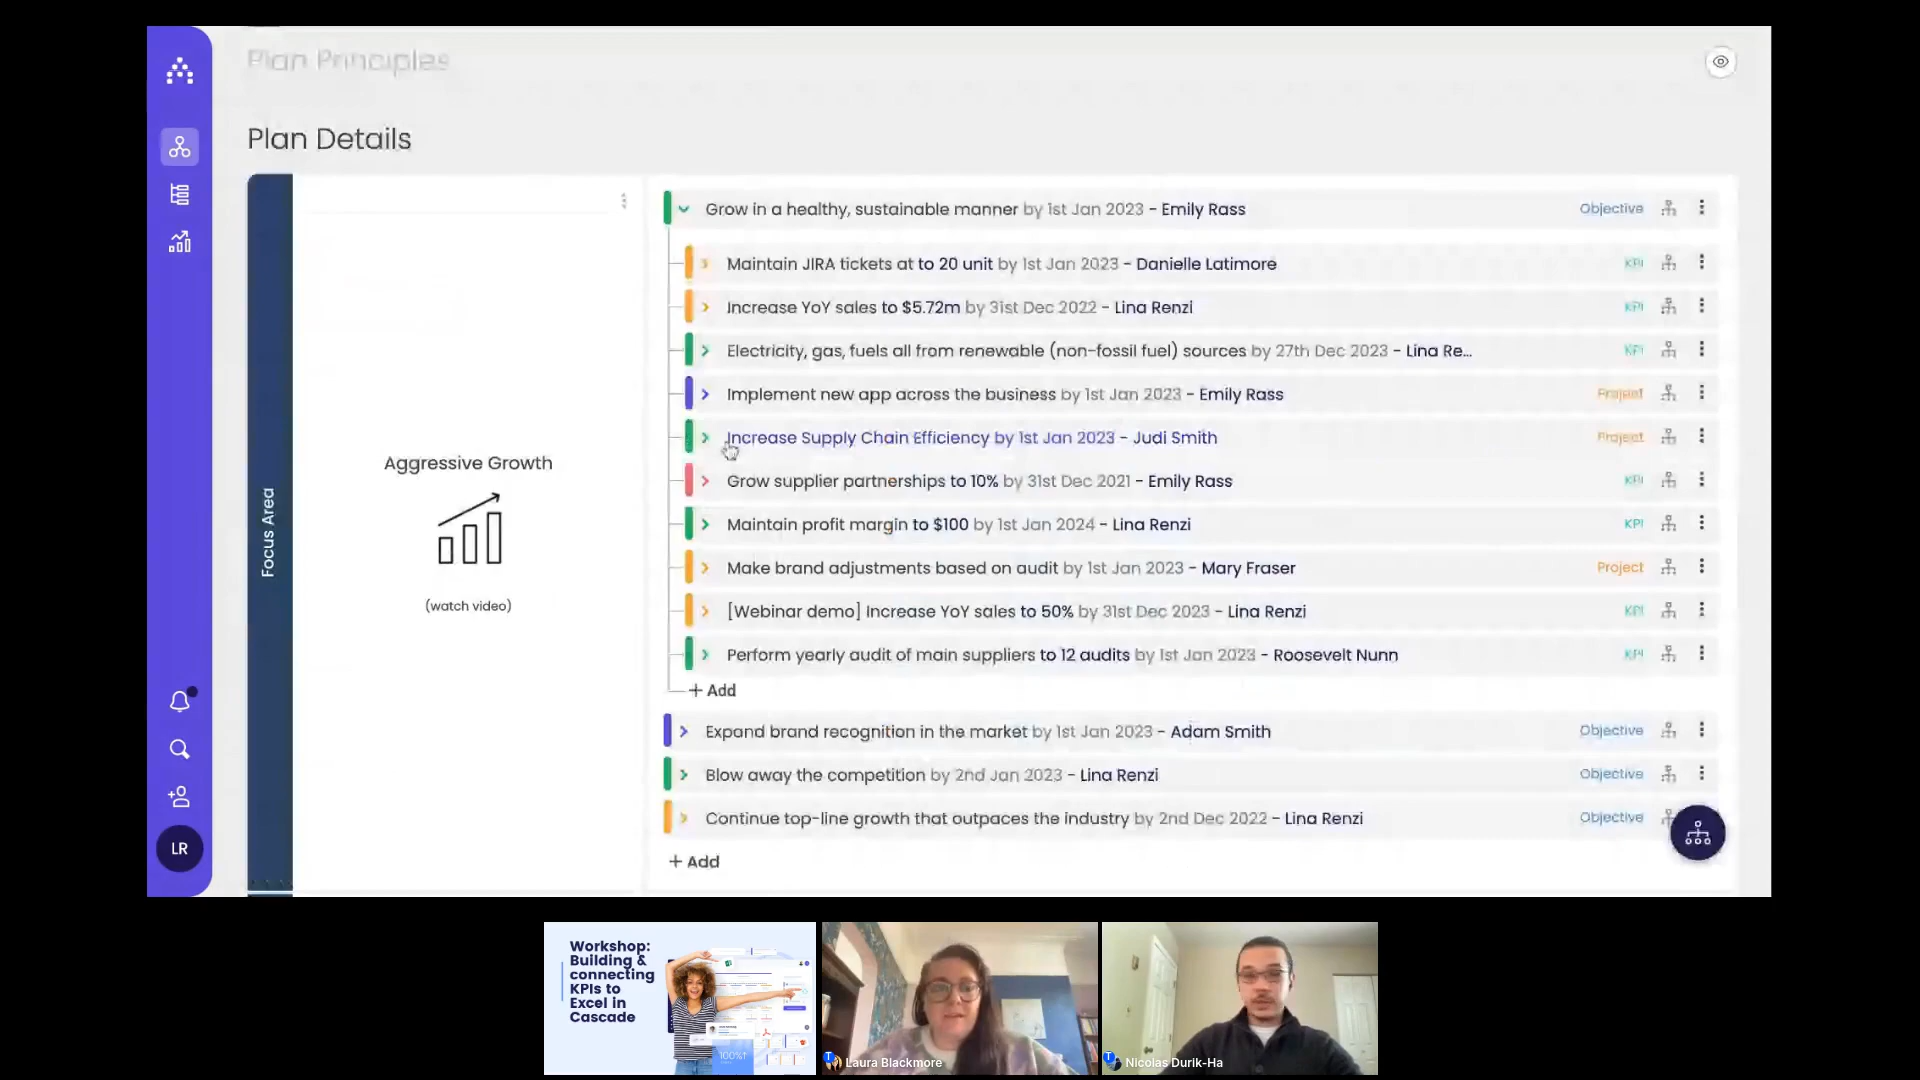 Plan Principles
Plan Details
Focus Area
Aggressive Growth
(watch video)
Grow in a healthy, sustainable manner by 1st Jan 2023 - Emily Rass Objective
Maintain JIRA tickets at to 20 unit by 1st Jan 2023 - Danielle Latimore KPI
Increase YoY sales to $5.72m by 31st Dec 2022 - Lina Renzi KPI
Electricity, gas, fuels all from renewable (non-fossil fuel) sources by 27th Dec 2023 - Lina Re... KPI
Implement new app across the business by 1st Jan 2023 - Emily Rass Project
Increase Supply Chain Efficiency by 1st Jan 2023 - Judi Smith Project
Grow supplier partnerships to 10% by 31st Dec 2021 - Emily Rass KPI
Maintain profit margin to $100 by 1st Jan 2024 - Lina Renzi KPI
Make brand adjustments based on audit by 1st Jan 2023 - Mary Fraser Project
[Webinar demo] Increase YoY sales to 50% by 31st Dec 2023 - Lina Renzi KPI
Perform yearly audit of main suppliers to 12 audits by 1st Jan 2023 - Roosevelt Nunn KPI
+ Add
Expand brand recognition in the market by 1st Jan 2023 - Adam Smith Objective
Blow away the competition by 2nd Jan 2023 - Lina Renzi Objective
Continue top-line growth that outpaces the industry by 2nd Dec 2022 - Lina Renzi Objective
+ Add
LR
Workshop:
Building &
connecting
KPIs to
Excel in
Cascade
100%↑
Laura Blackmore
Nicolas Durik-Ha